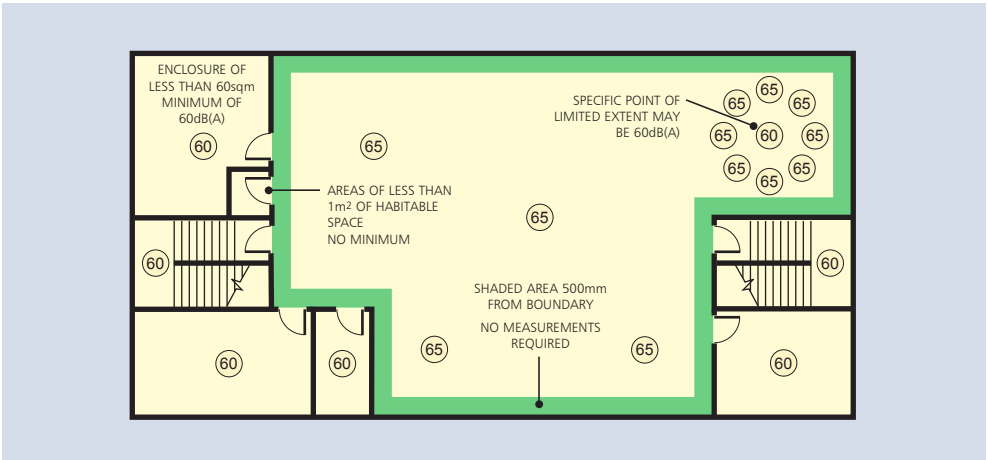 ENCLOSURE OF
LESS THAN 60sqm
MINIMUM OF
60dB(A)
60
65
SPECIFIC POINT OF
LIMITED EXTENT MAY
BE 60dB(A)
65
65
65
65
60
65
65
65
65
AREAS OF LESS THAN
1m² OF HABITABLE
SPACE
NO MINIMUM
65
60
60
SHADED AREA 500mm
FROM BOUNDARY
NO MEASUREMENTS
REQUIRED
65
65
60
60
60